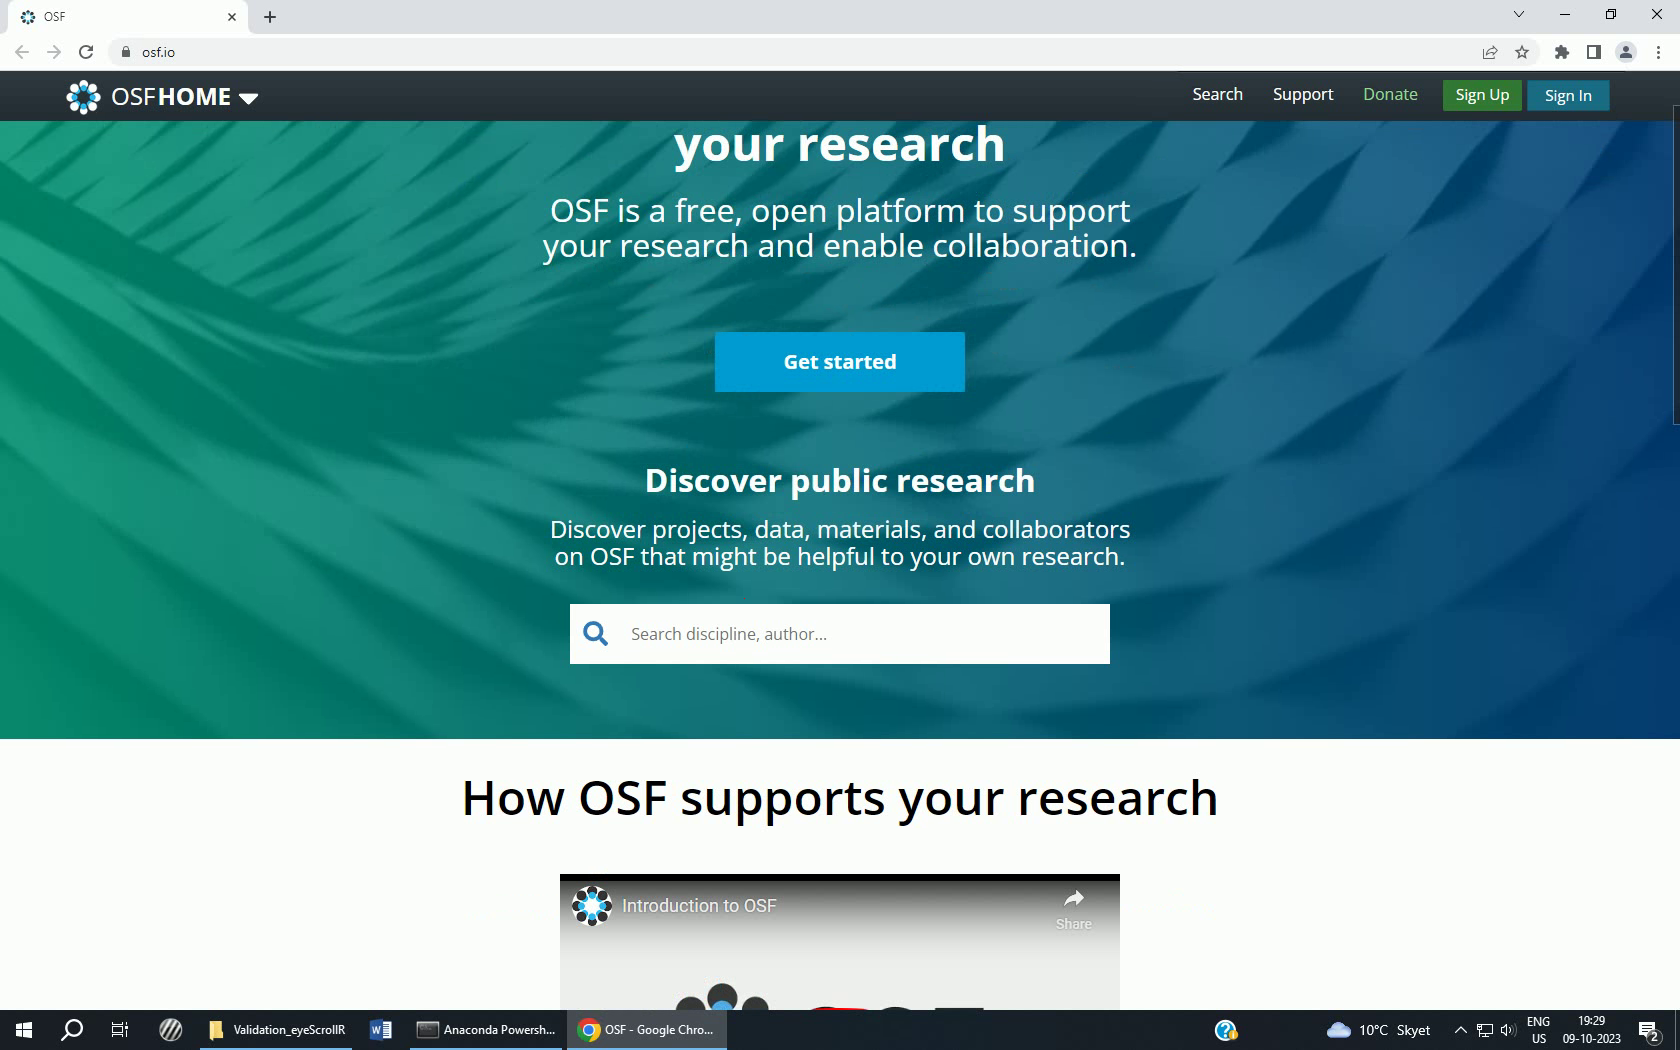 OSF
osf.io
OSFHOME
Search
Support
Donate
Sign Up
Sign In
your research
OSF is a free, open platform to support
your research and enable collaboration.
Get started
Discover public research
Discover projects, data, materials, and collaborators
on OSF that might be helpful to your own research.
Search discipline, author...
How OSF supports your research
Introduction to OSF
Share
Validation_eyeScrollR
Anaconda Powersh...
OSF - Google Chro...
10°C Skyet
ENG
US
19:29
09-10-2023
2